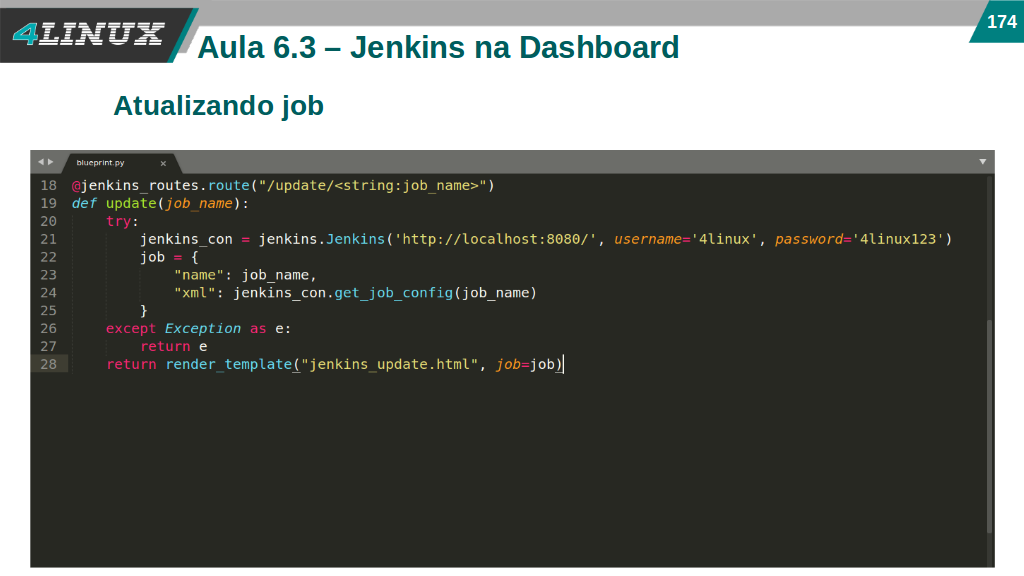 174
4LINUX
Aula 6.3 – Jenkins na Dashboard
Atualizando job
blueprint.py ×
18 @jenkins_routes.route("/update/<string:job_name>")
19 def update(job_name):
20     try:
21         jenkins_con = jenkins.Jenkins('http://localhost:8080/', username='4linux', password='4linux123')
22         job = {
23             "name": job_name,
24             "xml": jenkins_con.get_job_config(job_name)
25         }
26     except Exception as e:
27         return e
28     return render_template("jenkins_update.html", job=job)